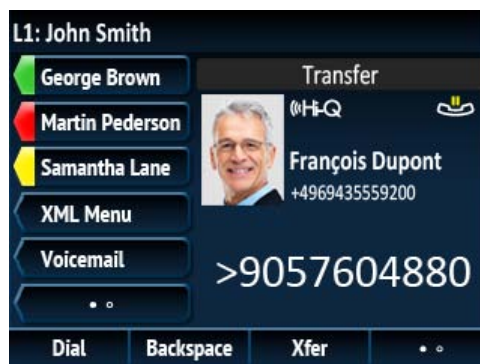 L1: John Smith
George Brown
Martin Pederson
Samantha Lane
XML Menu
Voicemail
Transfer
Hi-Q
François Dupont
+4969435559200
>9057604880
Dial Backspace Xfer